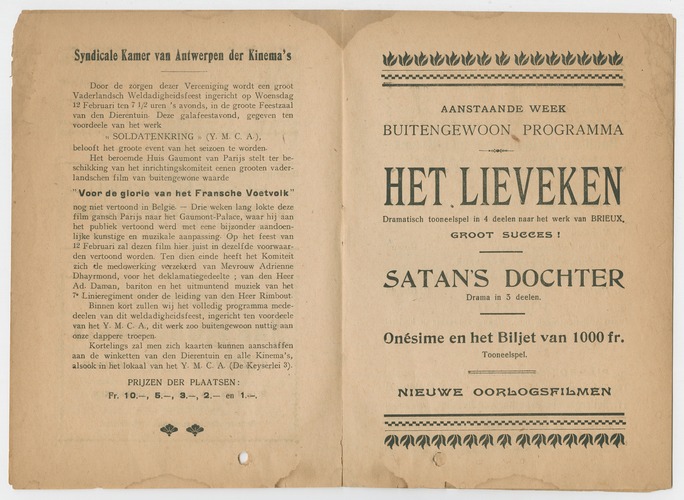 Syndicale Kamer van Antwerpen der Kinema's
Door de zorgen dezer Vereeniging wordt een groot
Vaderlandsch Weldadigheidsfeest ingericht op Woensdag
12 Februari ten 7 1/2 uren 's avonds, in de groote Feestzaal
van den Dierentuin. Deze galafeestavond, gegeven ten
voordeele van het werk
« SOLDATENKRING » (Y. M. C. A.),
belooft het groote event van het seizoen te worden.
Het beroemde Huis Gaumont van Parijs stelt ter be-
schikking van het inrichtingskomiteit eenen grooten vader-
landschen film van buitengewone waarde
"Voor de glorie van het Fransche Voetvolk"
nog niet vertoond in België. — Drie weken lang lokte deze
film gansch Parijs naar het Gaumont-Palace, waar hij aan
het publiek vertoond werd met eene bijzonder aandoen-
lijke kunstige en muzikale aanpassing. Op het feest van
12 Februari zal dezen film hier juist in dezelfde voorwaar-
den vertoond worden. Ten dien einde heeft het Komiteit
zich de medewerking verzekerd van Mevrouw Adrienne
Dhayrmond, voor het deklamatiegedeelte ; van den Heer
Ad. Daman, bariton en het uitmuntend muziek van het
7e Linieregiment onder de leiding van den Heer Rimbout.
Binnen kort zullen wij het volledig programma mede-
deelen van dit weldadigheidsfeest, ingericht ten voordeele
van het Y. M. C. A., dit werk zoo buitengewoon nuttig aan
onze dappere troepen.
Kortelings zal men zich kaarten kunnen aanschaffen
aan de winketten van den Dierentuin en alle Kinema's,
alsook in het lokaal van het Y. M. C. A. (De Keyserlei 3).
PRIJZEN DER PLAATSEN:
Fr. 10.—, 5.—, 3.—, 2.— en 1.—.
AANSTAANDE WEEK
BUITENGEWOON PROGRAMMA
HET LIEVEKEN
Dramatisch tooneelspel in 4 deelen naar het werk van BRIEUX.
GROOT SUCCES !
SATAN'S DOCHTER
Drama in 3 deelen.
Onésime en het Biljet van 1000 fr.
Tooneelspel.
NIEUWE OORLOGSFILMEN